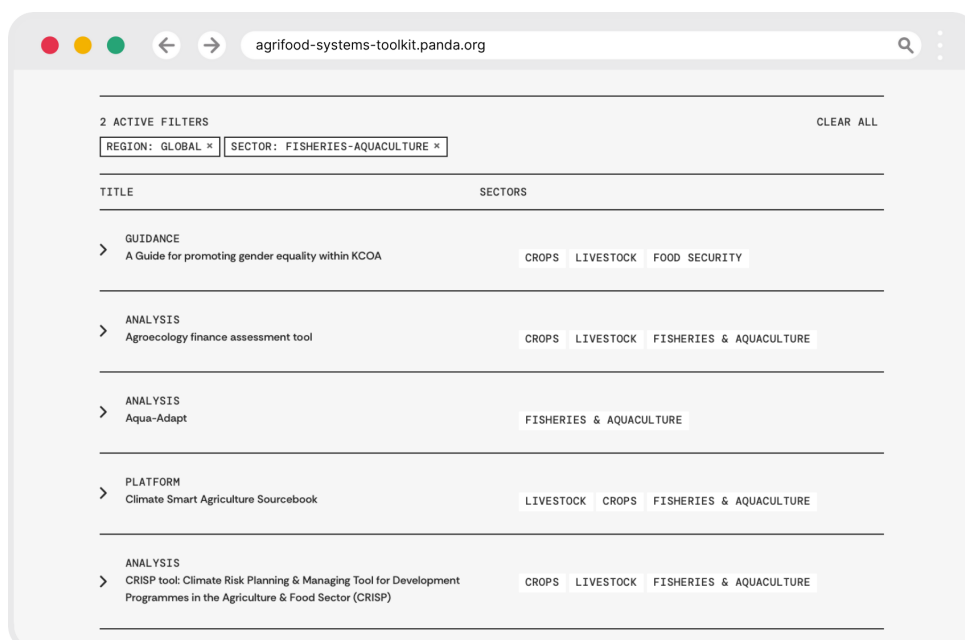 agrifood-systems-toolkit.panda.org
2 ACTIVE FILTERS
CLEAR ALL
REGION: GLOBAL × SECTOR: FISHERIES-AQUACULTURE ×
TITLE SECTORS
GUIDANCE
A Guide for promoting gender equality within KCOA
CROPS LIVESTOCK FOOD SECURITY
ANALYSIS
Agroecology finance assessment tool
CROPS LIVESTOCK FISHERIES & AQUACULTURE
ANALYSIS
Aqua-Adapt
FISHERIES & AQUACULTURE
PLATFORM
Climate Smart Agriculture Sourcebook
LIVESTOCK CROPS FISHERIES & AQUACULTURE
ANALYSIS
CRISP tool: Climate Risk Planning & Managing Tool for Development
Programmes in the Agriculture & Food Sector (CRISP)
CROPS LIVESTOCK FISHERIES & AQUACULTURE